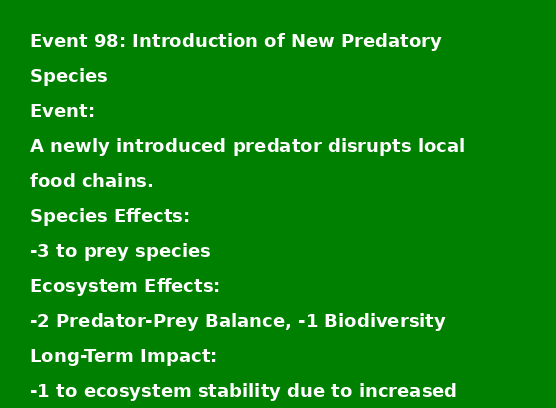 Event 98: Introduction of New Predatory
Species
Event:
A newly introduced predator disrupts local
food chains.
Species Effects:
-3 to prey species
Ecosystem Effects:
-2 Predator-Prey Balance, -1 Biodiversity
Long-Term Impact:
-1 to ecosystem stability due to increased